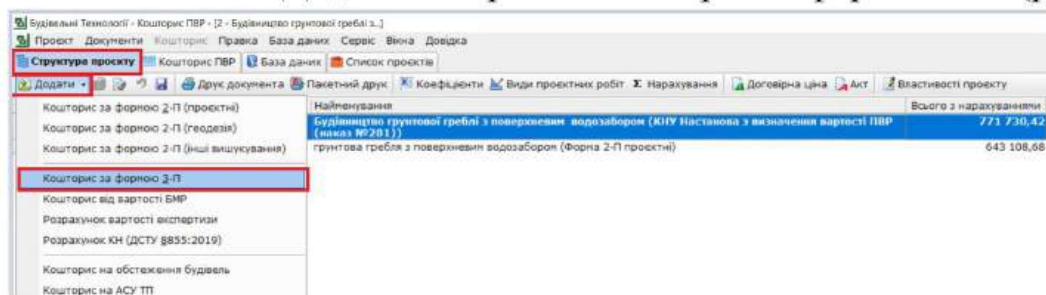 Будівельні Технології - Кошторис ПВР - [2 - Будівництво грунтової греблі з...]
Проект Документи Кошторис Правка База даних Сервіс Вікна Довідка
Структура проєкту Кошторис ПВР База даних Список проєктів
Додати Друк документа Пакетний друк Коефіцієнти Види проектних робіт Σ Нарахування Договірна ціна Акт Властивості проекту
Кошторис за формою 2-П (проєктні)
Кошторис за формою 2-П (геодезія)
Кошторис за формою 2-П (інші вишукування)
Кошторис за формою 3-П
Кошторис від вартості БМР
Розрахунок вартості експертизи
Розрахунок КН (ДСТУ 8855:2019)
Кошторис на обстеження будівель
Кошторис на АСУ ТП
Найменування Всього з нарахуваннями
Будівництво грунтової греблі з поверхневим водозабором (КНУ Настанова з визначення вартості ПВР 771 730,42
(наказ №281))
грунтова гребля з поверхневим водозабором (Форма 2-П проєктні) 643 108,68